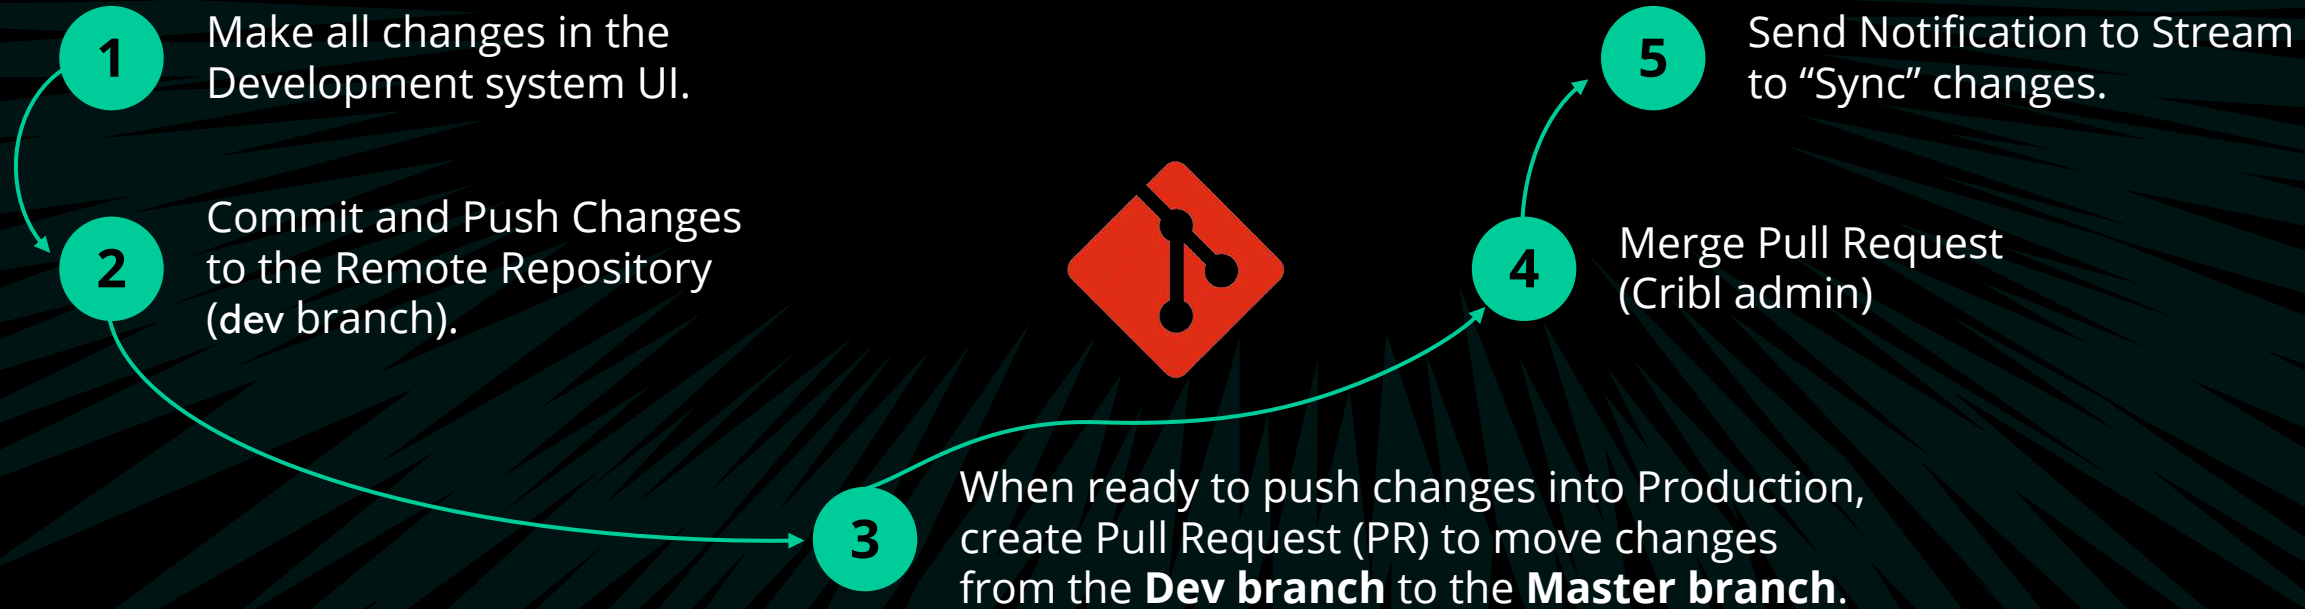 1
Make all changes in the
Development system UI.
2
Commit and Push Changes
to the Remote Repository
(dev branch).
3
When ready to push changes into Production,
create Pull Request (PR) to move changes
from the Dev branch to the Master branch.
4
Merge Pull Request
(Cribl admin)
5
Send Notification to Stream
to “Sync” changes.